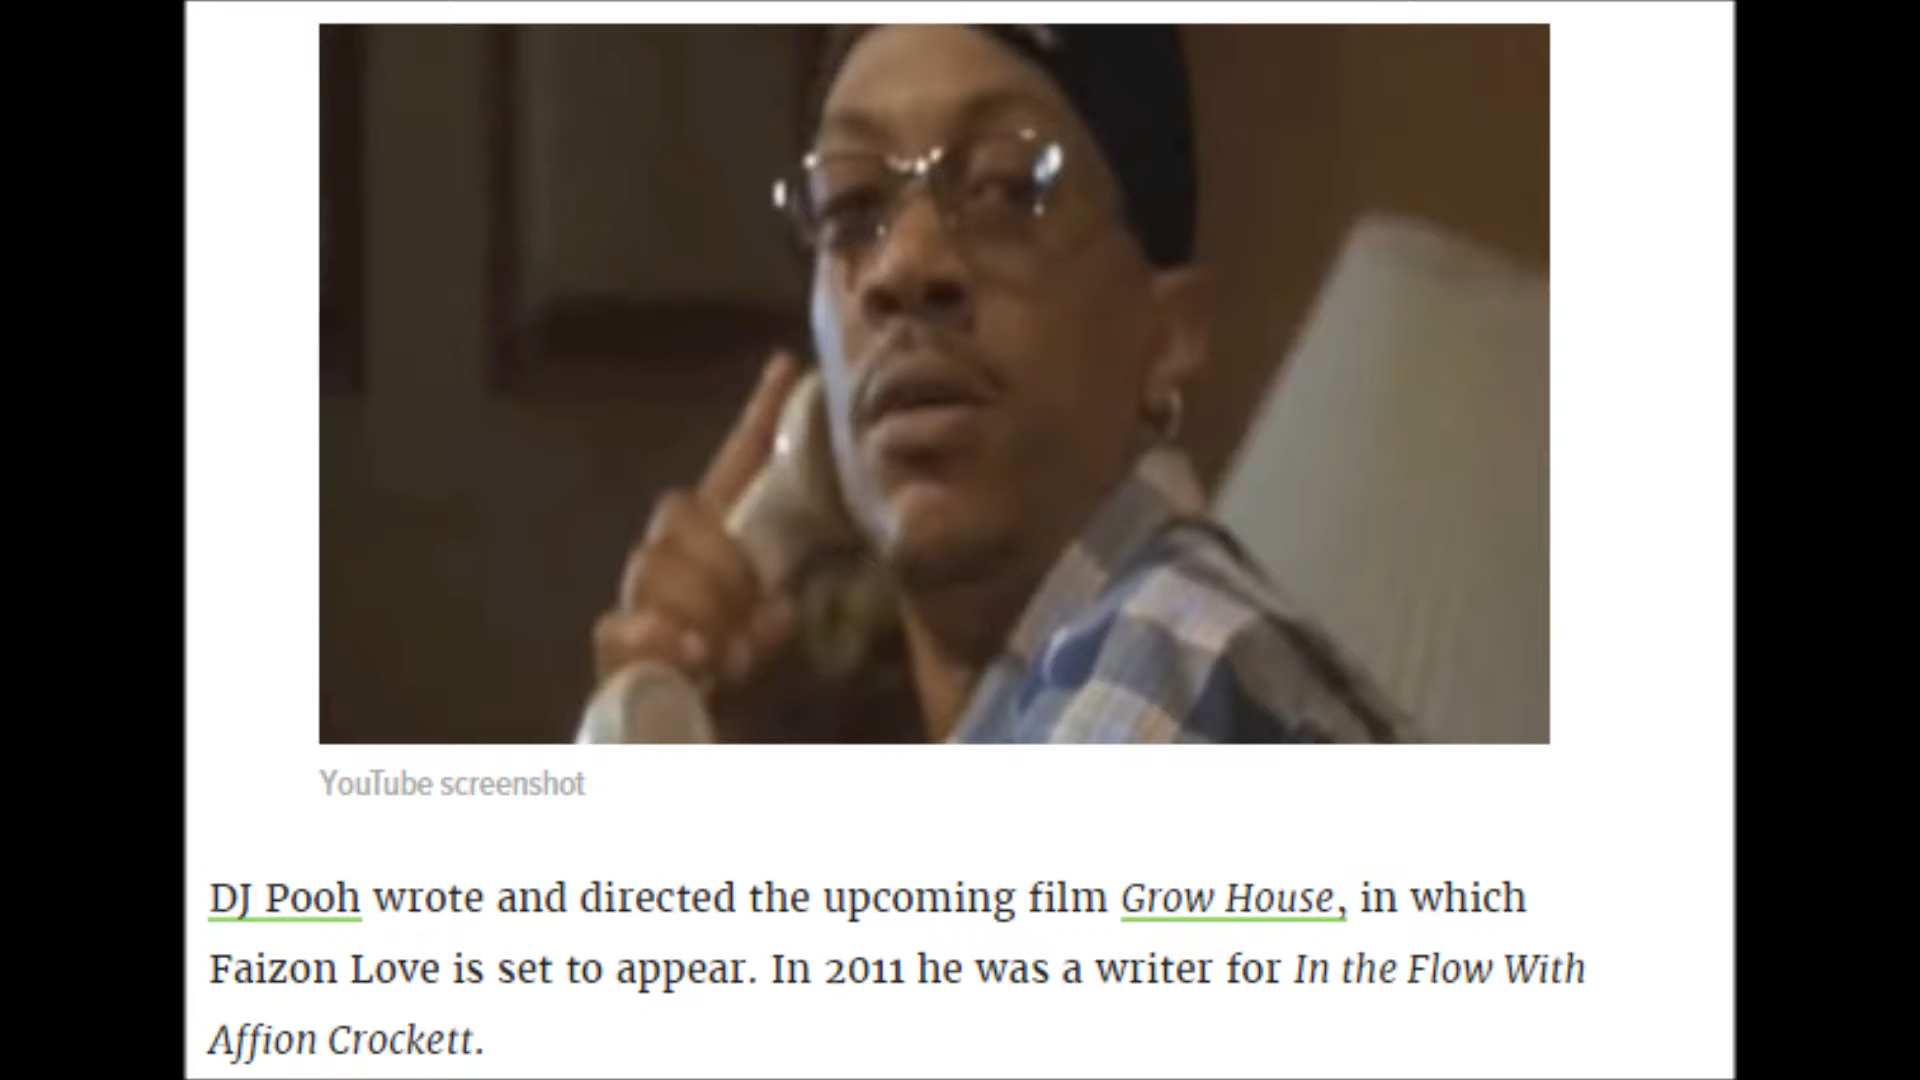 YouTube screenshot
DJ Pooh wrote and directed the upcoming film Grow House, in which
Faizon Love is set to appear. In 2011 he was a writer for In the Flow With
Affion Crockett.